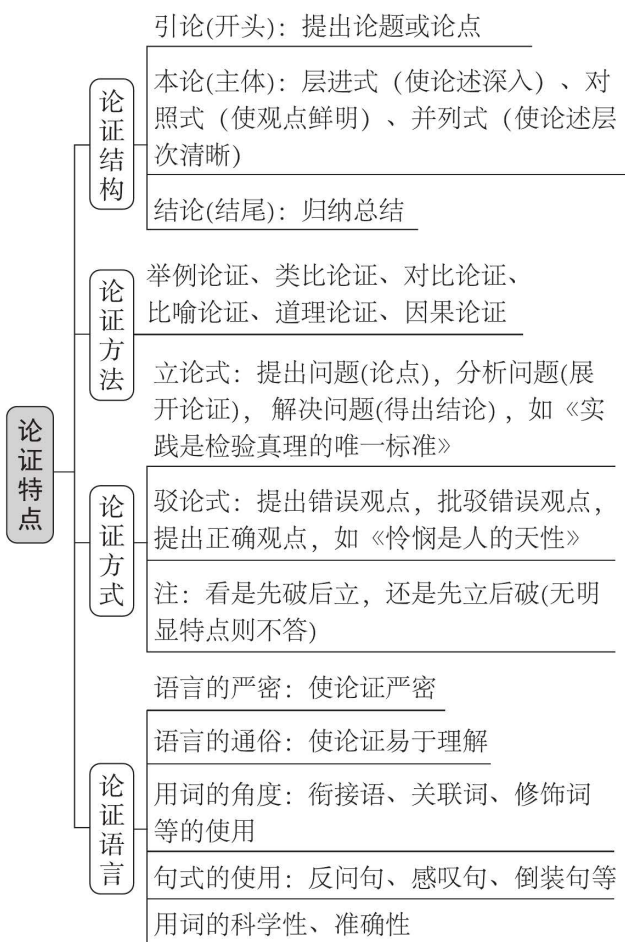 论证特点
论证结构
引论(开头)：提出论题或论点
本论(主体)：层进式（使论述深入）、对
照式（使观点鲜明）、并列式（使论述层
次清晰）
结论(结尾)：归纳总结
论证方法
举例论证、类比论证、对比论证、
比喻论证、道理论证、因果论证
论证方式
立论式：提出问题(论点)，分析问题(展
开论证)，解决问题(得出结论)，如《实
践是检验真理的唯一标准》
驳论式：提出错误观点，批驳错误观点，
提出正确观点，如《怜悯是人的天性》
注：看是先破后立，还是先立后破(无明
显特点则不答)
论证语言
语言的严密：使论证严密
语言的通俗：使论证易于理解
用词的角度：衔接语、关联词、修饰词
等的使用
句式的使用：反问句、感叹句、倒装句等
用词的科学性、准确性